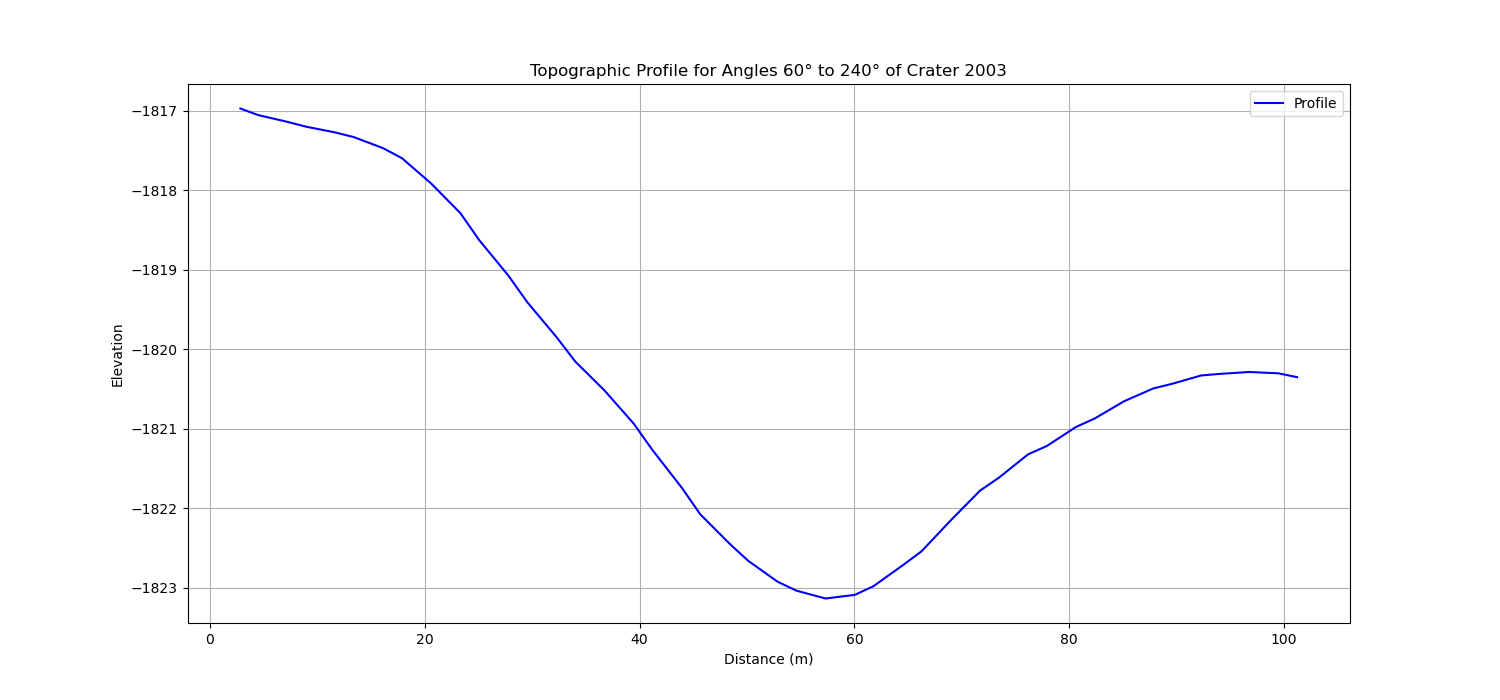 Topographic Profile for Angles 60° to 240° of Crater 2003
Profile
−1817
−1818
−1819
−1820
−1821
−1822
−1823
Elevation
0 20 40 60 80 100
Distance (m)